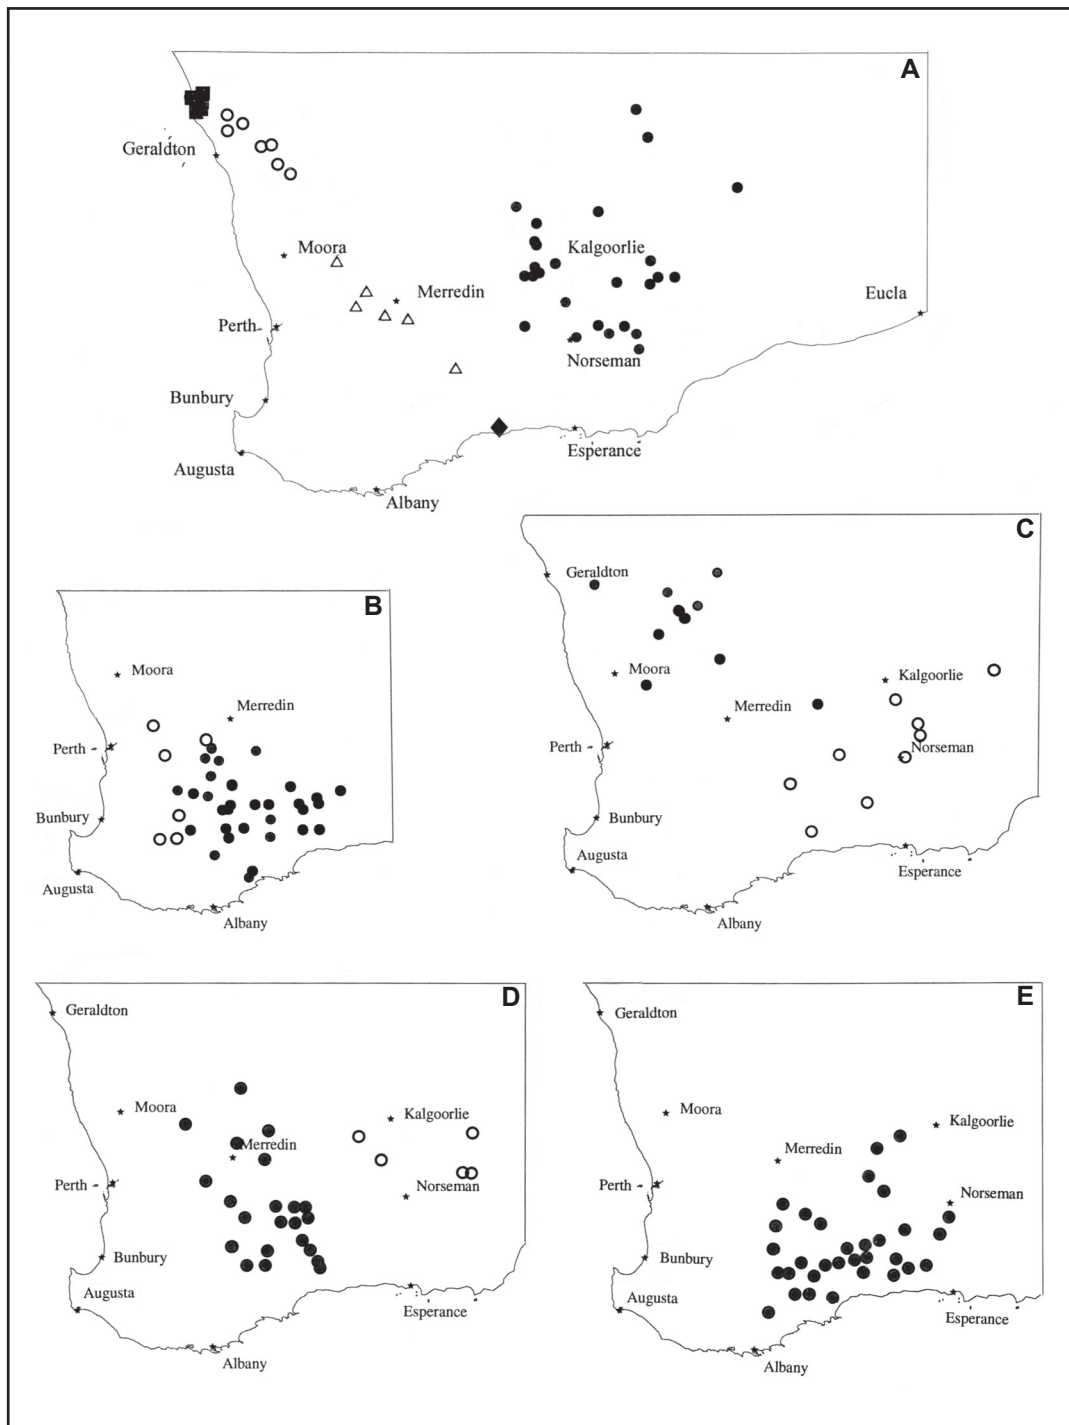 A
Geraldton
Moora
Kalgoorlie
Merredin
Eucla
Perth
Norseman
Bunbury
Esperance
Augusta
Albany
C
Geraldton
Moora
Kalgoorlie
Merredin
Perth
Norseman
Bunbury
Augusta
Esperance
Albany
B
Moora
Merredin
Perth
Bunbury
Augusta
Albany
D
Geraldton
Moora
Kalgoorlie
Merredin
Perth
Norseman
Bunbury
Augusta
Esperance
Albany
E
Geraldton
Moora
Kalgoorlie
Merredin
Perth
Norseman
Bunbury
Augusta
Esperance
Albany